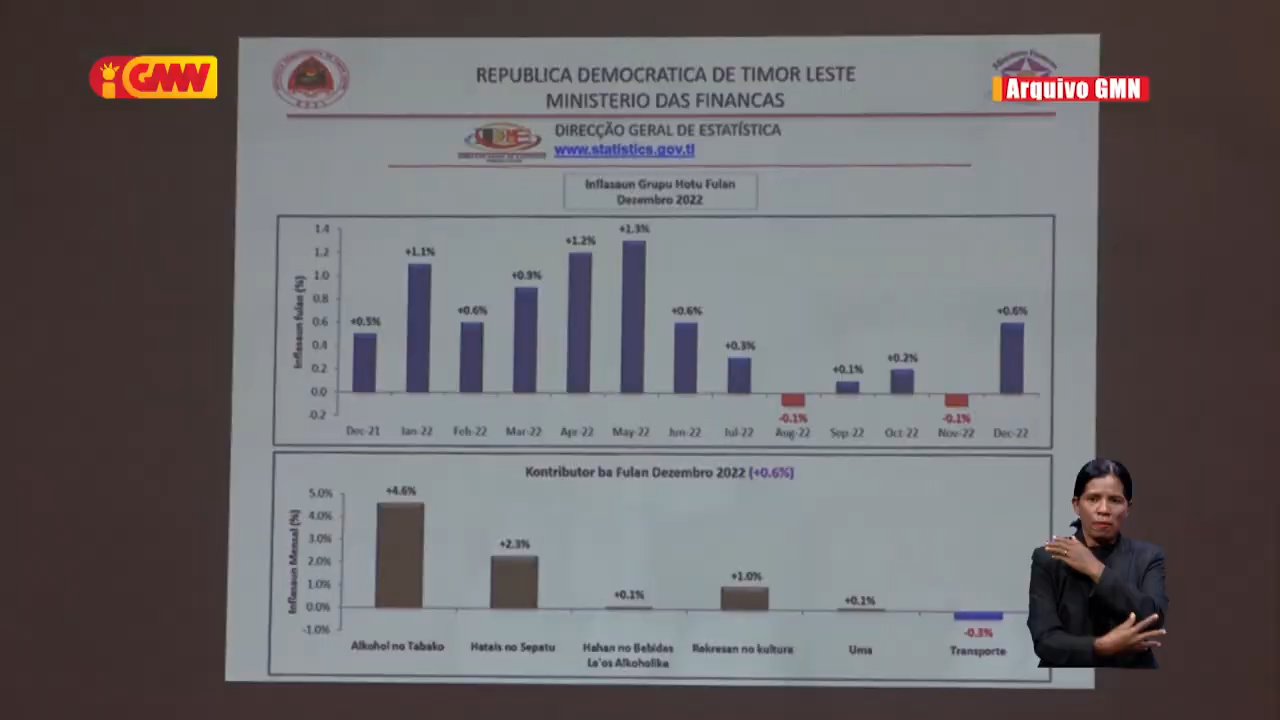 GMN
Arquivo GMN
REPUBLICA DEMOCRATICA DE TIMOR LESTE
MINISTERIO DAS FINANCAS
DIRECÇÃO GERAL DE ESTATÍSTICA
www.statistics.gov.tl
Inflasaun Grupu Hotu Fulan
Dezembro 2022
Inflasaun fulan (%)
1.4
1.2
1.0
0.8
0.6
0.4
0.2
0.0
-0.2
+0.5% +1.1% +0.6% +0.9% +1.2% +1.3% +0.6% +0.3% -0.1% +0.1% +0.2% -0.1% +0.6%
Dec-21 Jan-22 Feb-22 Mar-22 Apr-22 May-22 Jun-22 Jul-22 Aug-22 Sep-22 Oct-22 Nov-22 Dec-22
Kontributor ba Fulan Dezembro 2022 (+0.6%)
Inflasaun Mensal (%)
5.0%
4.0%
3.0%
2.0%
1.0%
0.0%
-1.0%
+4.6% +2.3% +0.1% +1.0% +0.1% -0.3%
Alkohol no Tabako Hatais no Sepatu Hahan no Bebidas Rekresan no kultura Uma Transporte
La'os Alkoholika